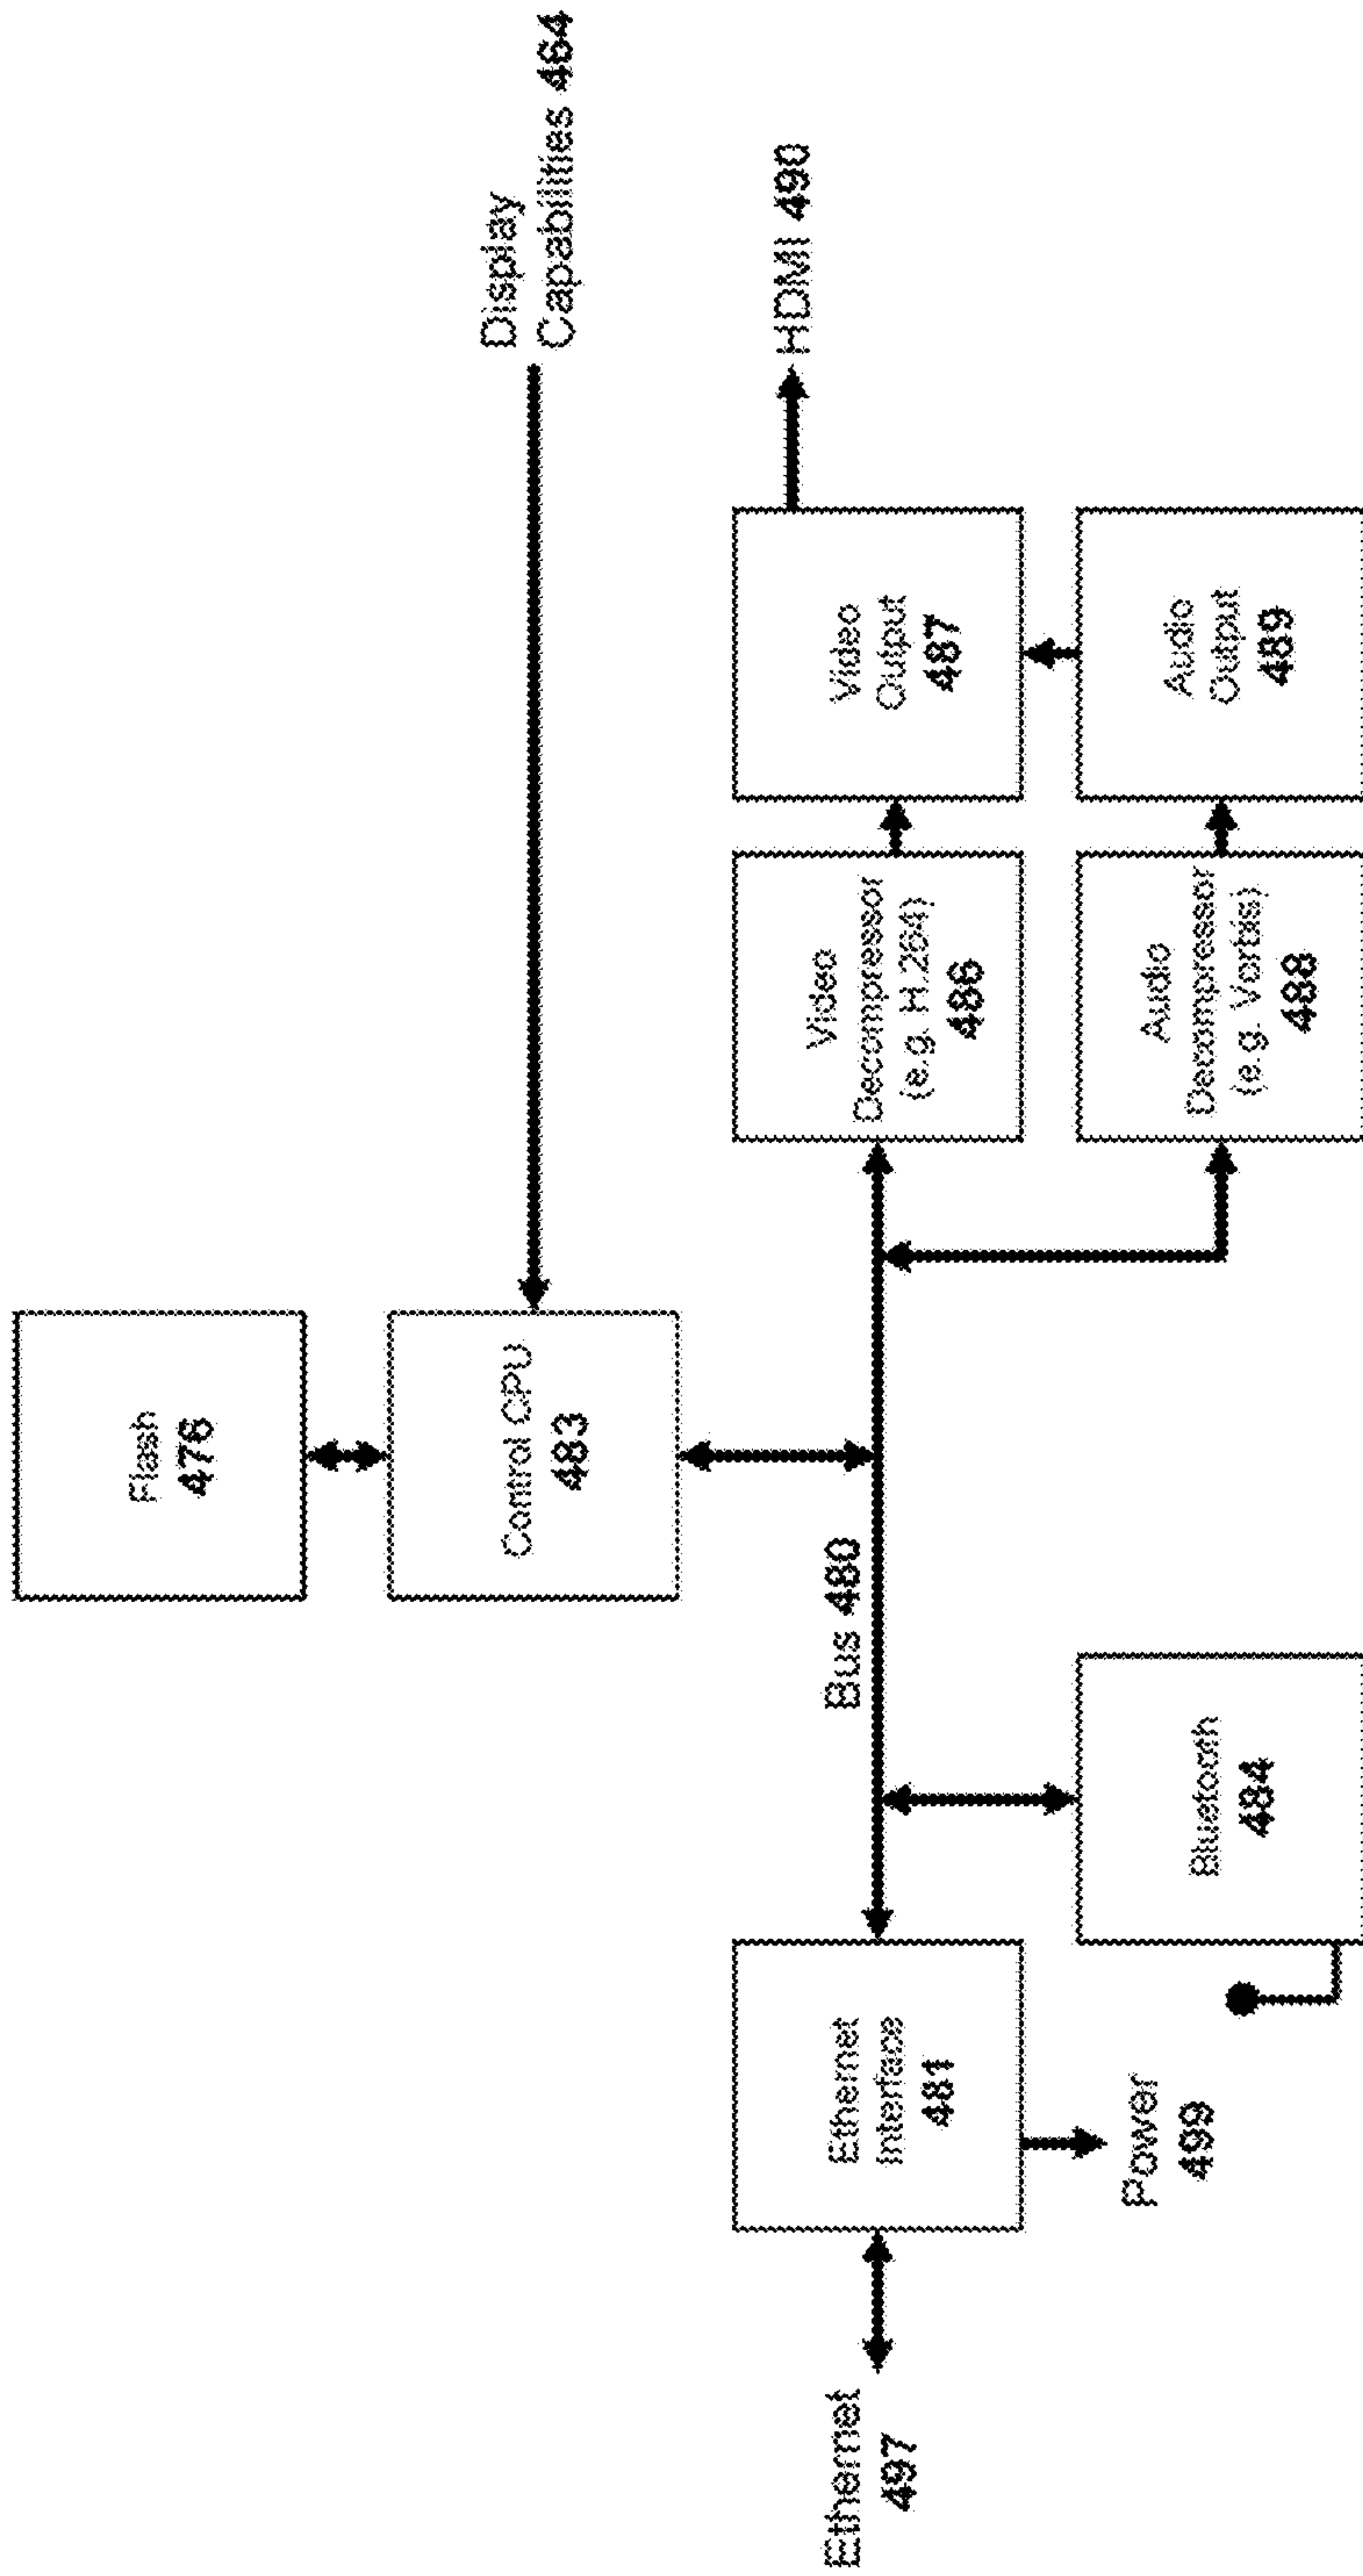 Flash
476
Display
Capabilities 464
Control CPU
483
HDMI 490
Bus 480
Ethernet
497
Ethernet
Interface
481
Video
Decompressor
(e.g. H.264)
486
Video
Output
487
Power
499
Bluetooth
484
Audio
Decompressor
(e.g. Vorbis)
488
Audio
Output
489